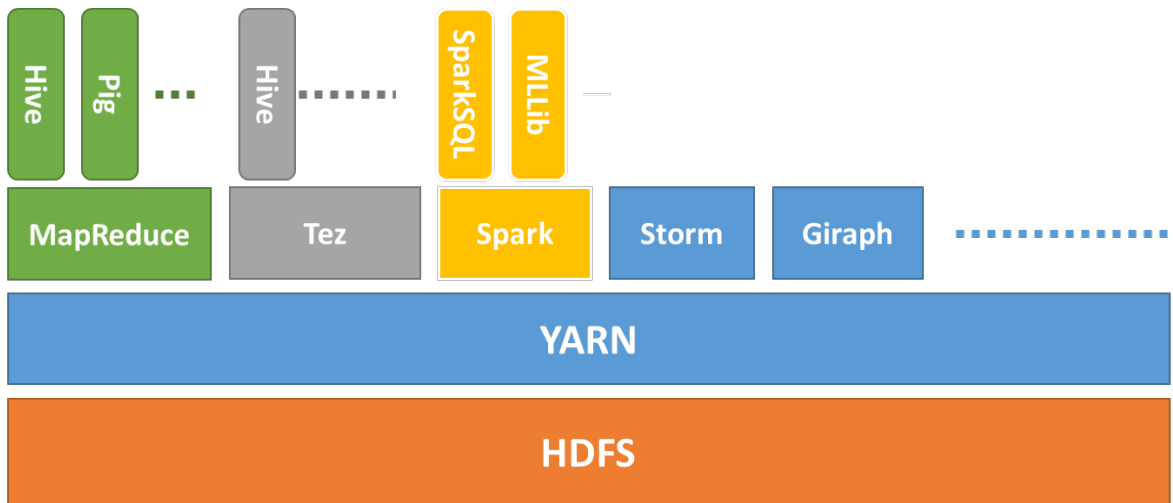 Hive
Pig
Hive
SparkSQL
MLLib
MapReduce
Tez
Spark
Storm
Giraph
YARN
HDFS